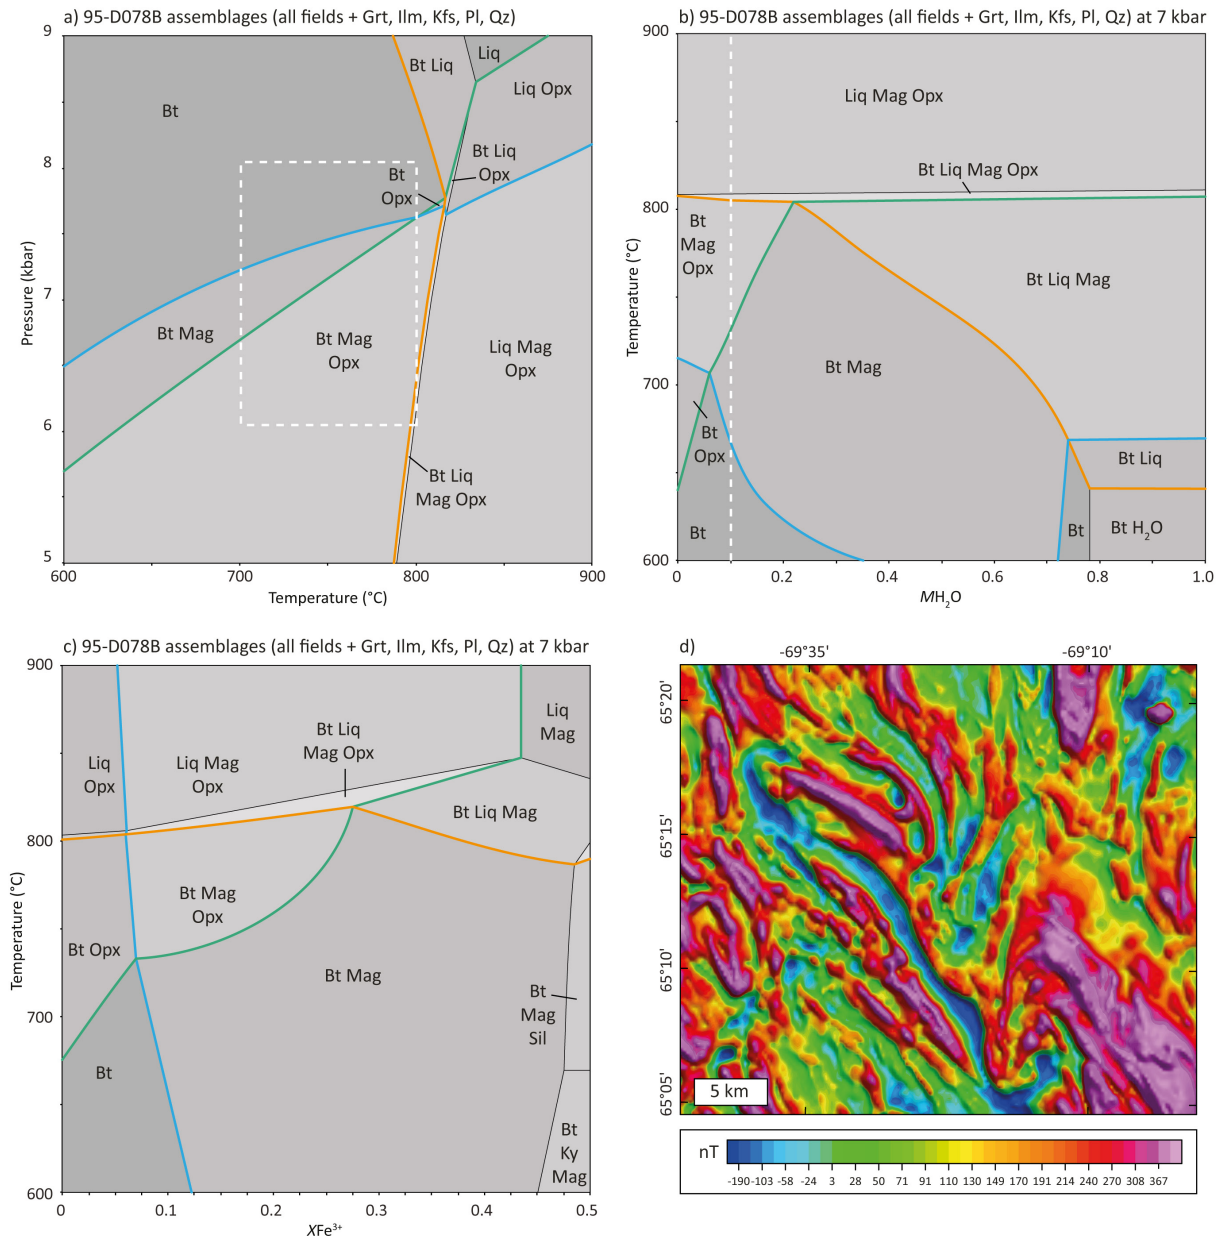 a) 95-D078B assemblages (all fields + Grt, Ilm, Kfs, Pl, Qz)
9
8
7
6
5
Pressure (kbar)
600
700
800
900
Temperature (°C)
Bt
Bt Liq
Liq
Liq Opx
Bt
Opx
Bt Liq
Opx
Bt Mag
Bt Mag
Opx
Liq Mag
Opx
Bt Liq
Mag Opx
b) 95-D078B assemblages (all fields + Grt, Ilm, Kfs, Pl, Qz) at 7 kbar
900
800
700
600
Temperature (°C)
0
0.2
0.4
0.6
0.8
1.0
MH₂O
Liq Mag Opx
Bt Liq Mag Opx
Bt
Mag
Opx
Bt Liq Mag
Bt Mag
Bt
Opx
Bt
Bt Liq
Bt
Bt H₂O
c) 95-D078B assemblages (all fields + Grt, Ilm, Kfs, Pl, Qz) at 7 kbar
900
800
700
600
Temperature (°C)
0
0.1
0.2
0.3
0.4
0.5
XFe³⁺
Liq
Opx
Liq Mag
Opx
Bt Liq
Mag Opx
Liq
Mag
Bt Liq Mag
Bt Mag
Opx
Bt Opx
Bt Mag
Bt
Bt
Mag
Sil
Bt
Ky
Mag
d)
-69°35'
-69°10'
65°20'
65°15'
65°10'
65°05'
5 km
nT
-190 -103 -58 -24 3 28 50 71 91 110 130 149 170 191 214 240 270 308 367